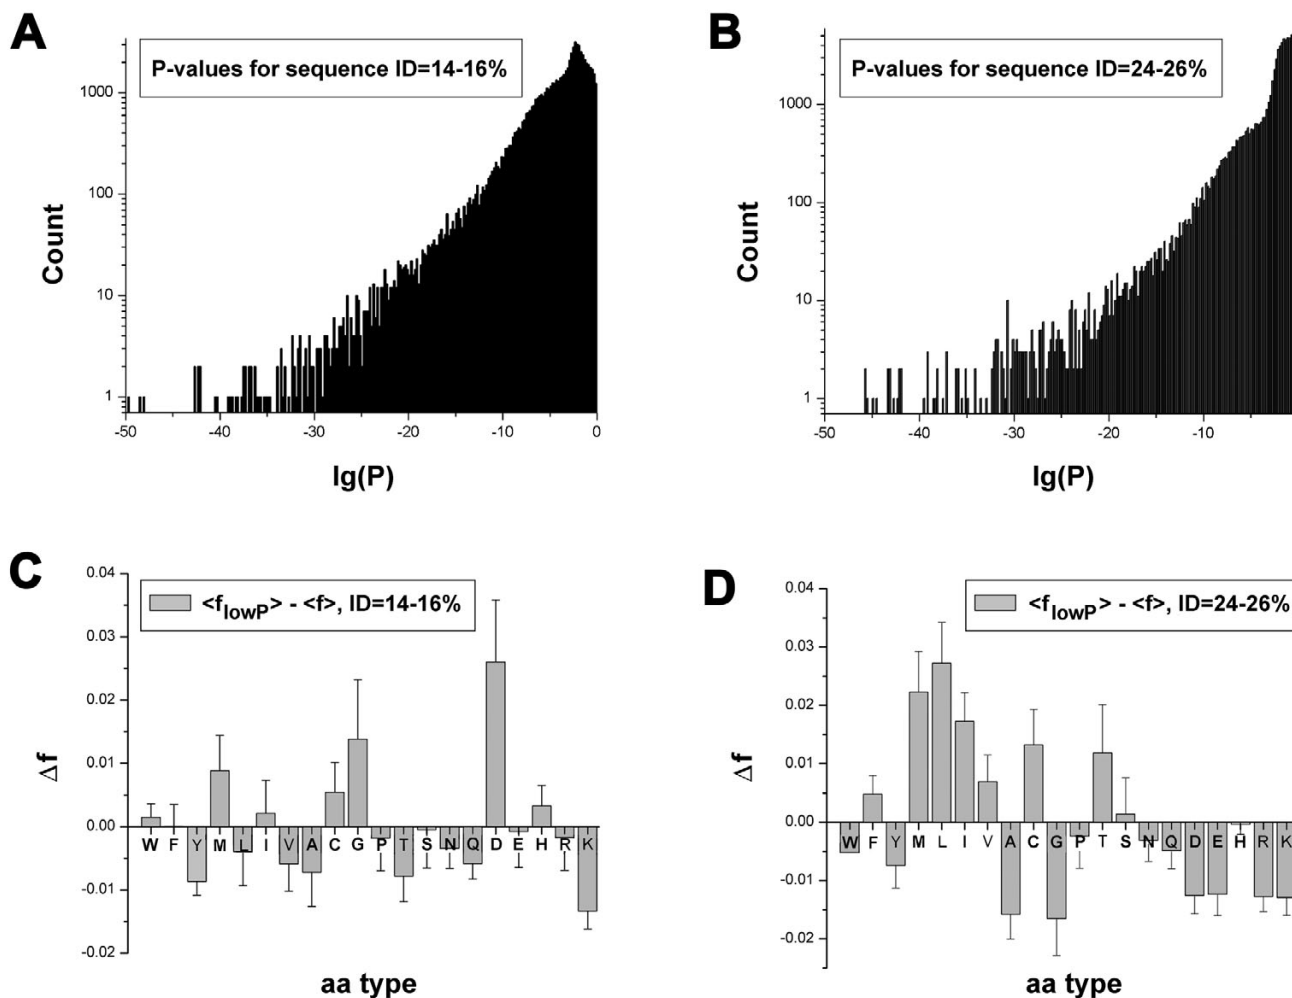 A
P-values for sequence ID=14-16%
1000
100
10
1
Count
-50 -40 -30 -20 -10 0
lg(P)
B
P-values for sequence ID=24-26%
1000
100
10
1
Count
-50 -40 -30 -20 -10
lg(P)
C
<f_lowP> - <f>, ID=14-16%
0.04
0.03
0.02
0.01
0.00
-0.01
-0.02
Δf
W F Y M L I V A C G P T S N Q D E H R K
aa type
D
<f_lowP> - <f>, ID=24-26%
0.04
0.03
0.02
0.01
0.00
-0.01
-0.02
Δf
W F Y M L I V A C G P T S N Q D E H R K
aa type